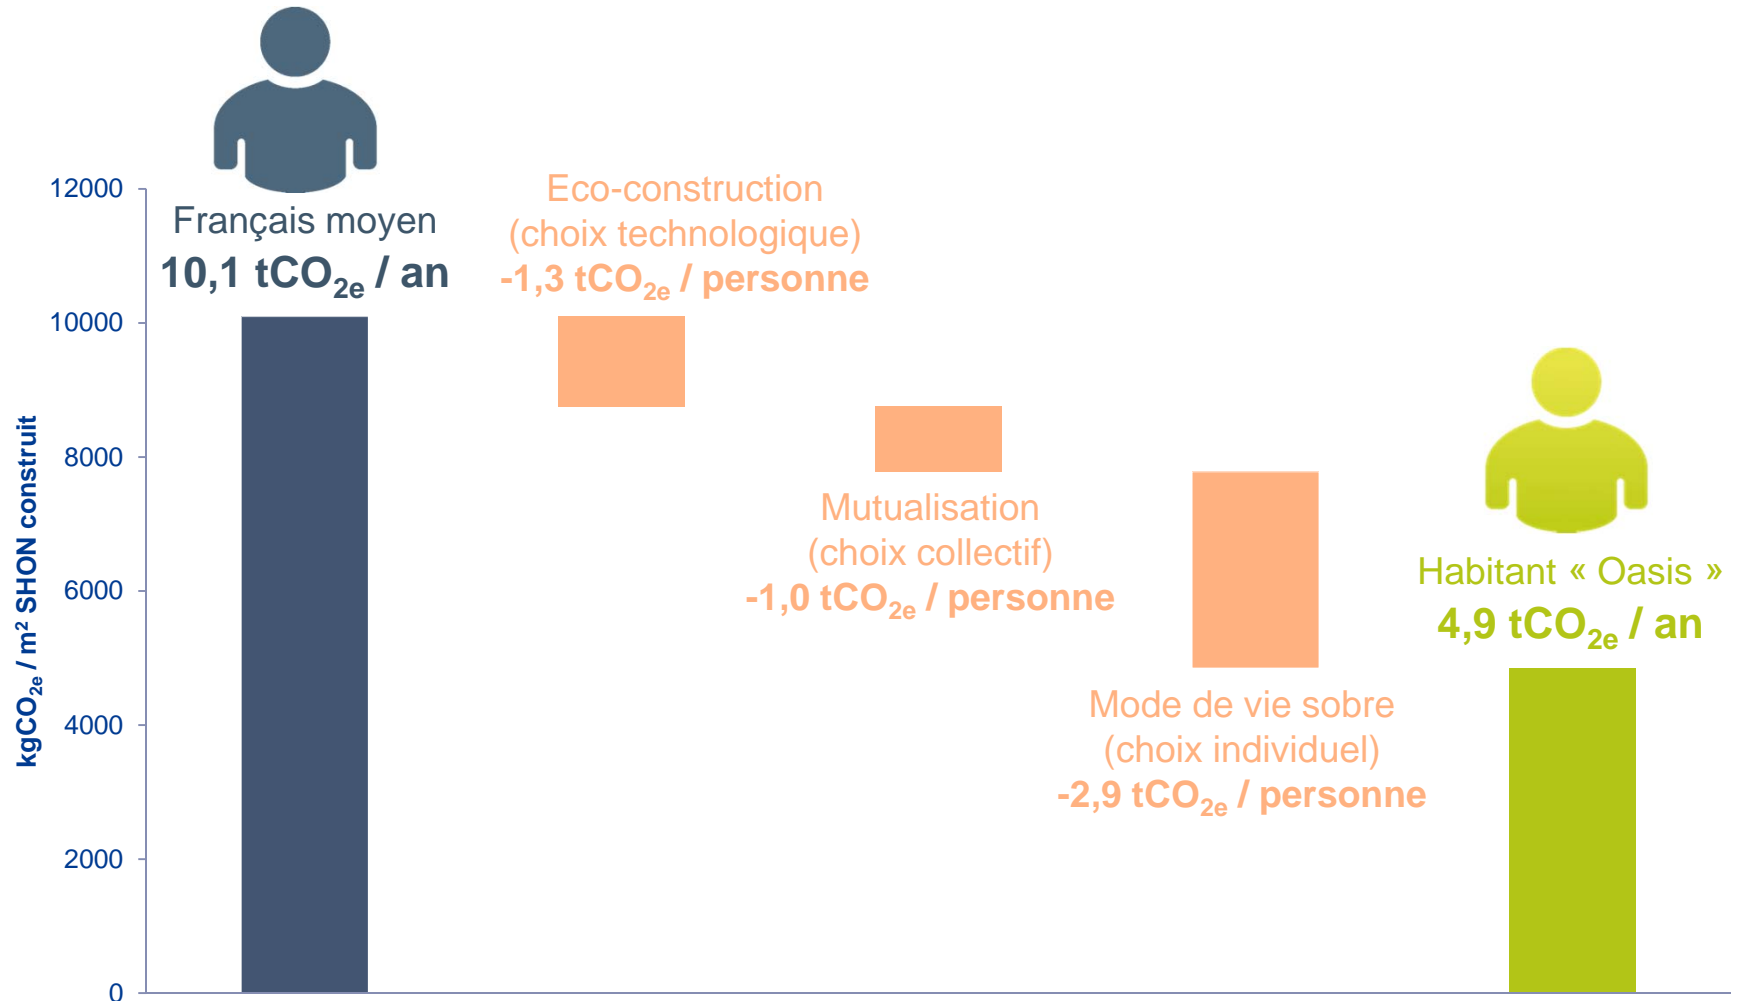 Français moyen
10,1 tCO2e / an
Eco-construction
(choix technologique)
-1,3 tCO2e / personne
Mutualisation
(choix collectif)
-1,0 tCO2e / personne
Mode de vie sobre
(choix individuel)
-2,9 tCO2e / personne
Habitant « Oasis »
4,9 tCO2e / an
kgCO2e / m² SHON construit
12000
10000
8000
6000
4000
2000
0